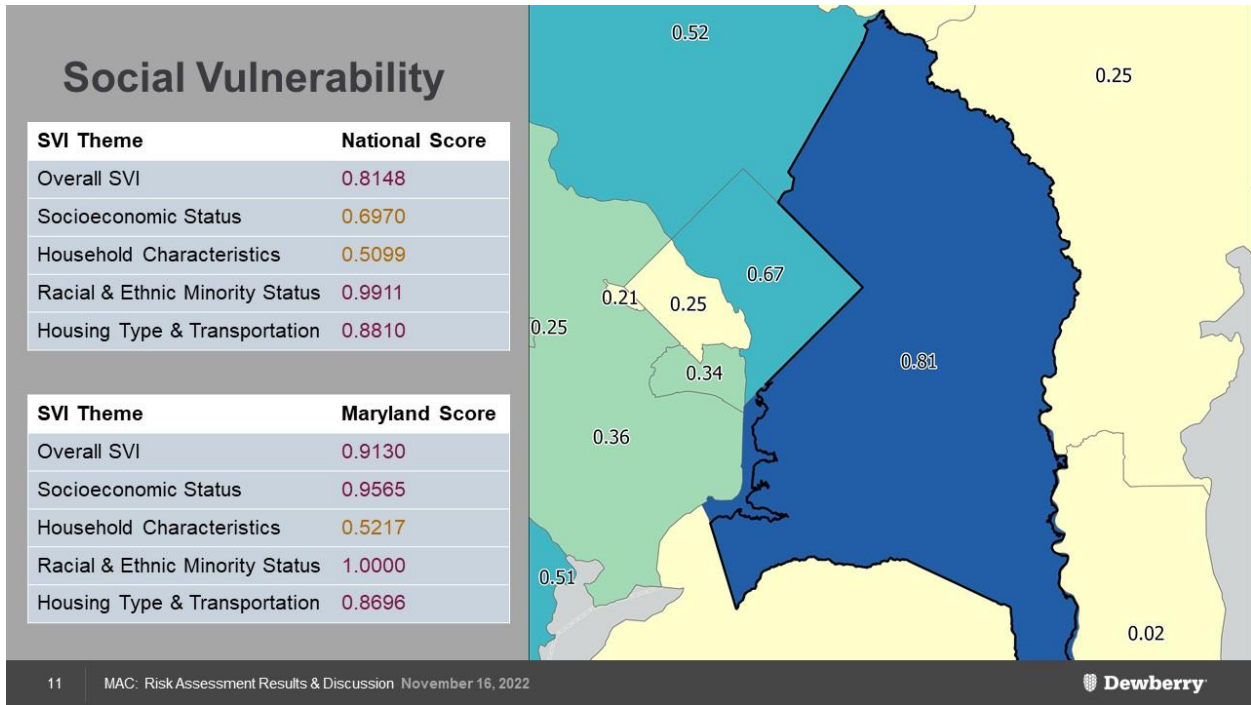 Social Vulnerability
SVI Theme National Score
Overall SVI 0.8148
Socioeconomic Status 0.6970
Household Characteristics 0.5099
Racial & Ethnic Minority Status 0.9911
Housing Type & Transportation 0.8810
SVI Theme Maryland Score
Overall SVI 0.9130
Socioeconomic Status 0.9565
Household Characteristics 0.5217
Racial & Ethnic Minority Status 1.0000
Housing Type & Transportation 0.8696
0.52
0.25
0.67
0.21
0.25
0.25
0.81
0.34
0.36
0.51
0.02
11 MAC: Risk Assessment Results & Discussion November 16, 2022
Dewberry